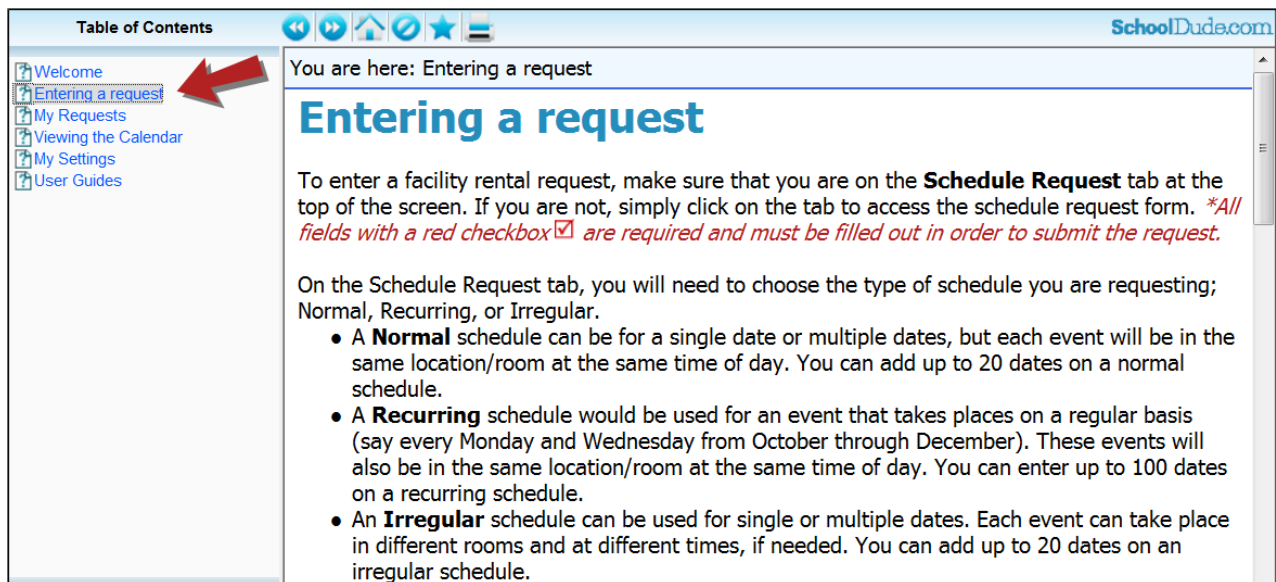 Table of Contents
SchoolDude.com
Welcome
Entering a request
My Requests
Viewing the Calendar
My Settings
User Guides
You are here: Entering a request
Entering a request
To enter a facility rental request, make sure that you are on the Schedule Request tab at the
top of the screen. If you are not, simply click on the tab to access the schedule request form. *All
fields with a red checkbox are required and must be filled out in order to submit the request.
On the Schedule Request tab, you will need to choose the type of schedule you are requesting;
Normal, Recurring, or Irregular.
● A Normal schedule can be for a single date or multiple dates, but each event will be in the
same location/room at the same time of day. You can add up to 20 dates on a normal
schedule.
● A Recurring schedule would be used for an event that takes places on a regular basis
(say every Monday and Wednesday from October through December). These events will
also be in the same location/room at the same time of day. You can enter up to 100 dates
on a recurring schedule.
● An Irregular schedule can be used for single or multiple dates. Each event can take place
in different rooms and at different times, if needed. You can add up to 20 dates on an
irregular schedule.